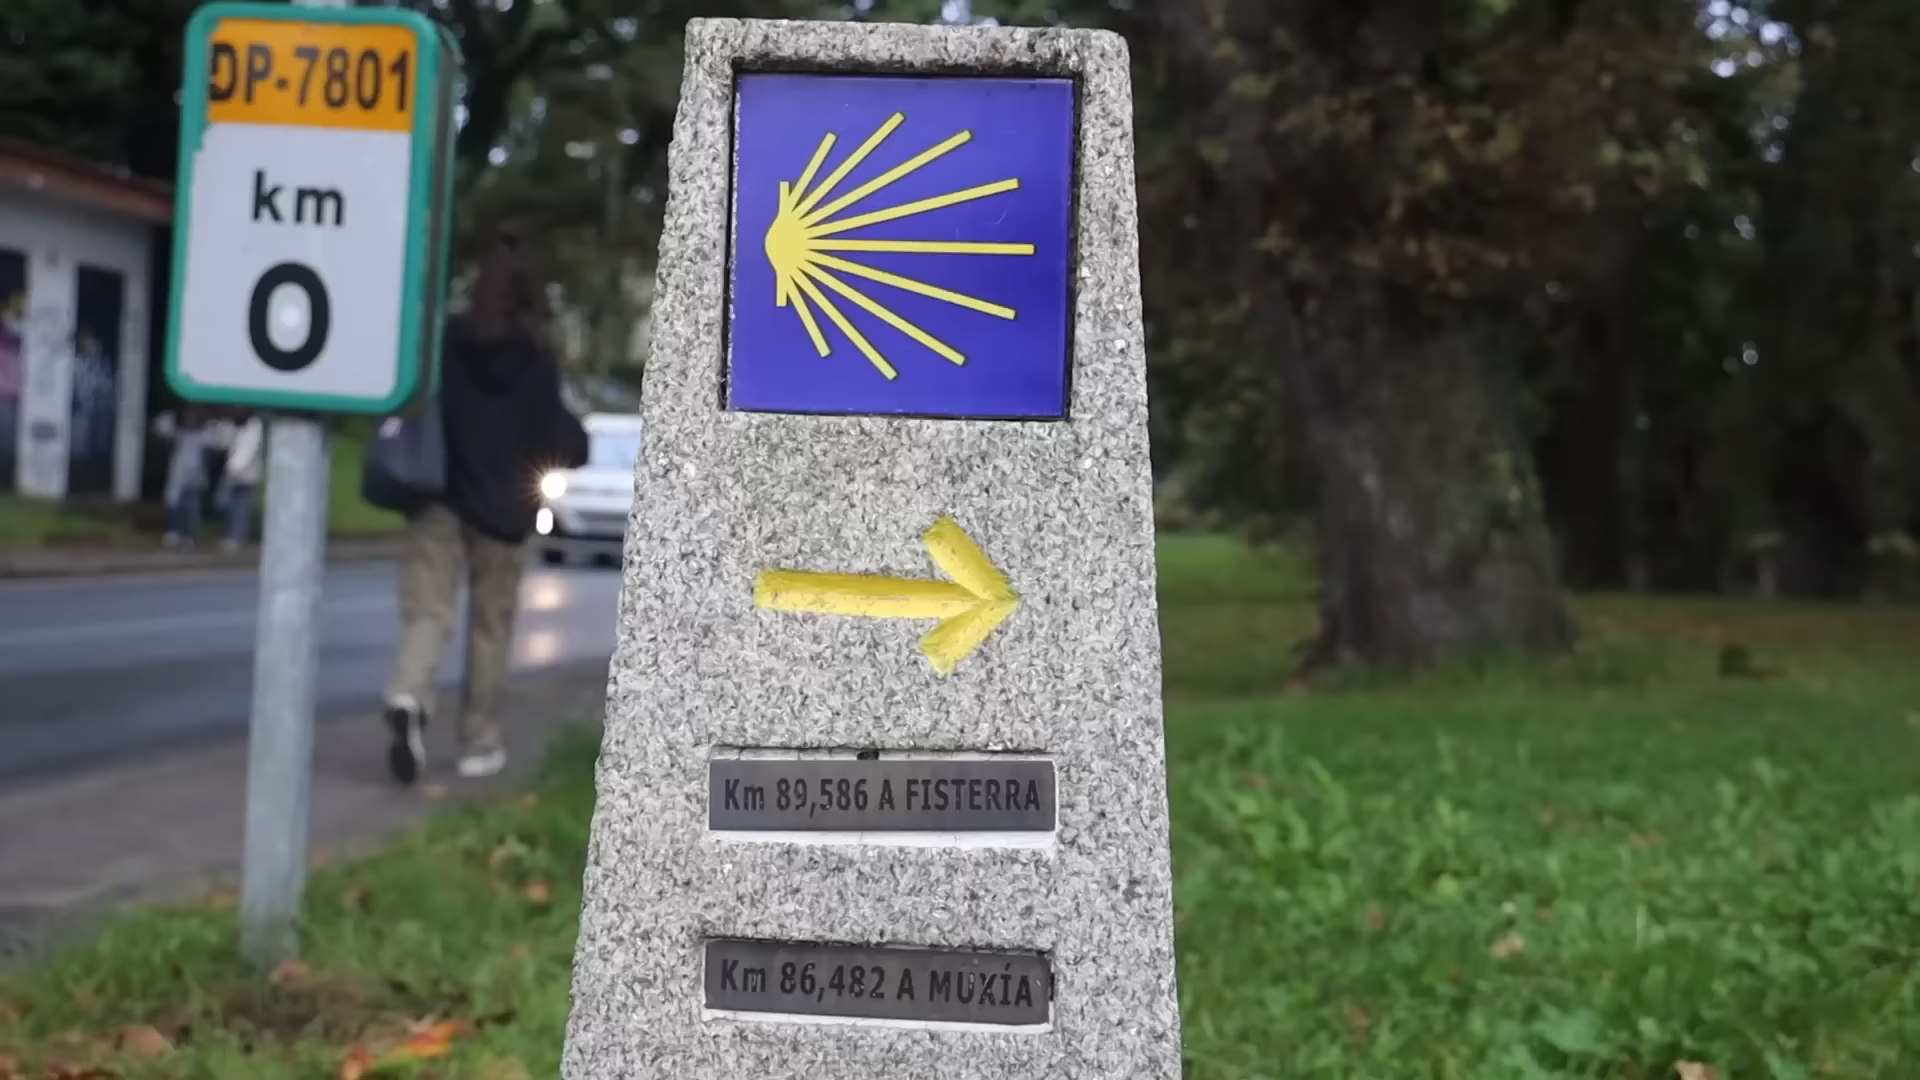 DP-7801
km
0
Km 89,586 A FISTERRA
Km 86,482 A MUXÍA